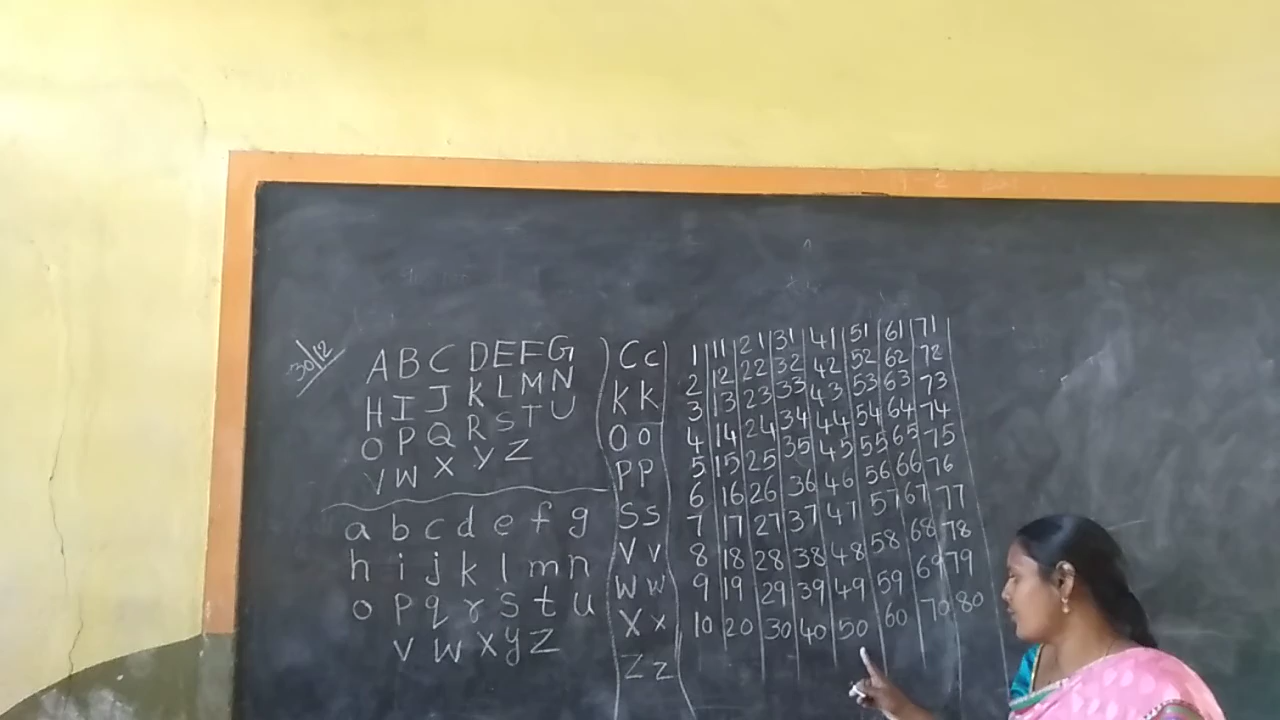 30/12
A B C D E F G
H I J K L M N
O P Q R S T U
V W X Y Z
a b c d e f g
h i j k l m n
o p q r s t u
v w x y z
C c
K k
O o
P p
S s
V v
W w
X x
Z z
1 11 21 31 41 51 61 71
2 12 22 32 42 52 62 72
3 13 23 33 43 53 63 73
4 14 24 34 44 54 64 74
5 15 25 35 45 55 65 75
6 16 26 36 46 56 66 76
7 17 27 37 47 57 67 77
8 18 28 38 48 58 68 78
9 19 29 39 49 59 69 79
10 20 30 40 50 60 70 80